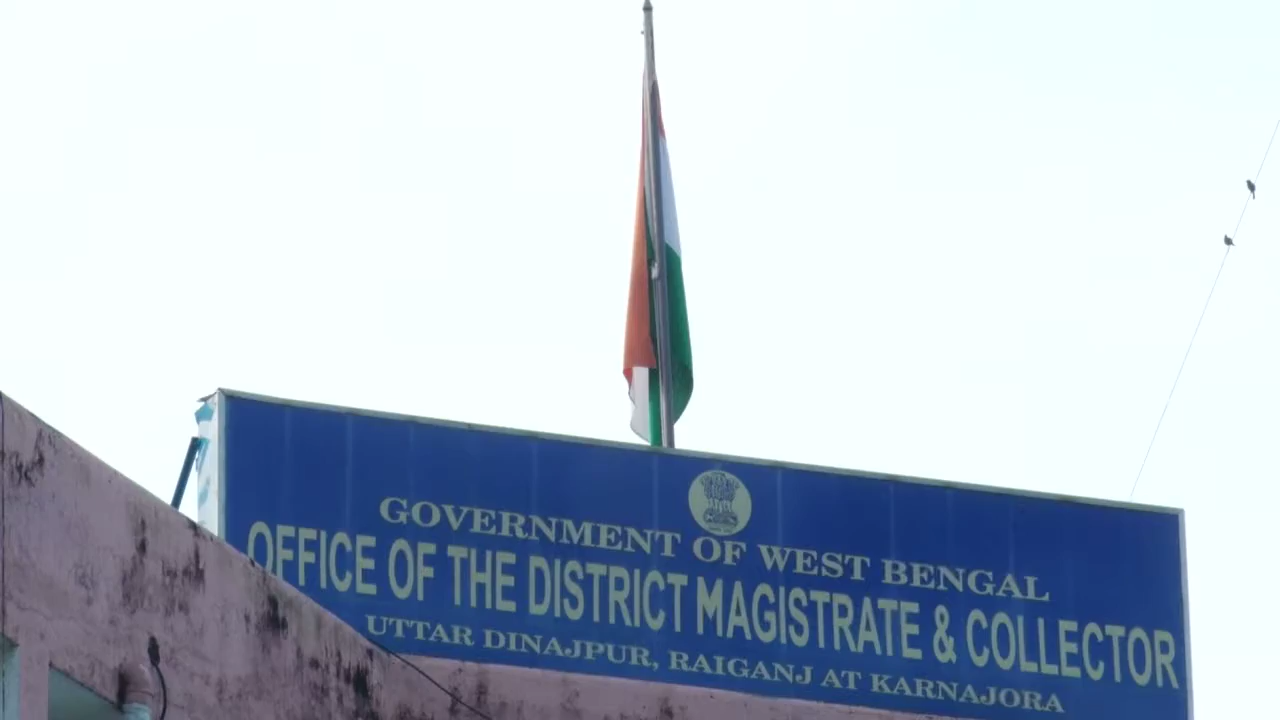 GOVERNMENT OF WEST BENGAL
OFFICE OF THE DISTRICT MAGISTRATE & COLLECTOR
UTTAR DINAJPUR, RAIGANJ AT KARNAJORA